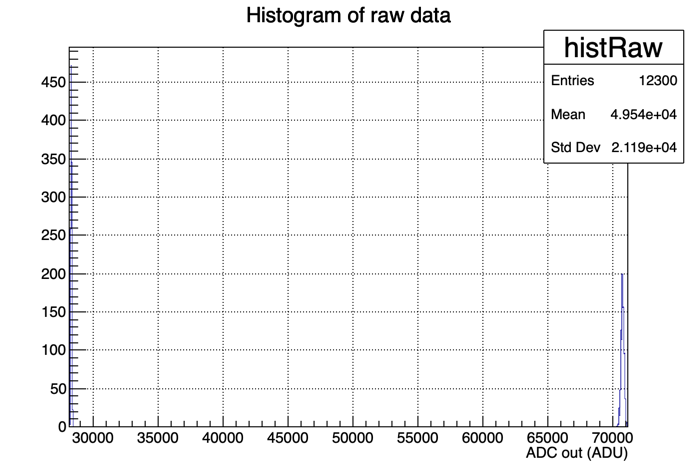 Histogram of raw data
histRaw
Entries 12300
Mean 4.954e+04
Std Dev 2.119e+04
450
400
350
300
250
200
150
100
50
0
30000 35000 40000 45000 50000 55000 60000 65000 70000
ADC out (ADU)